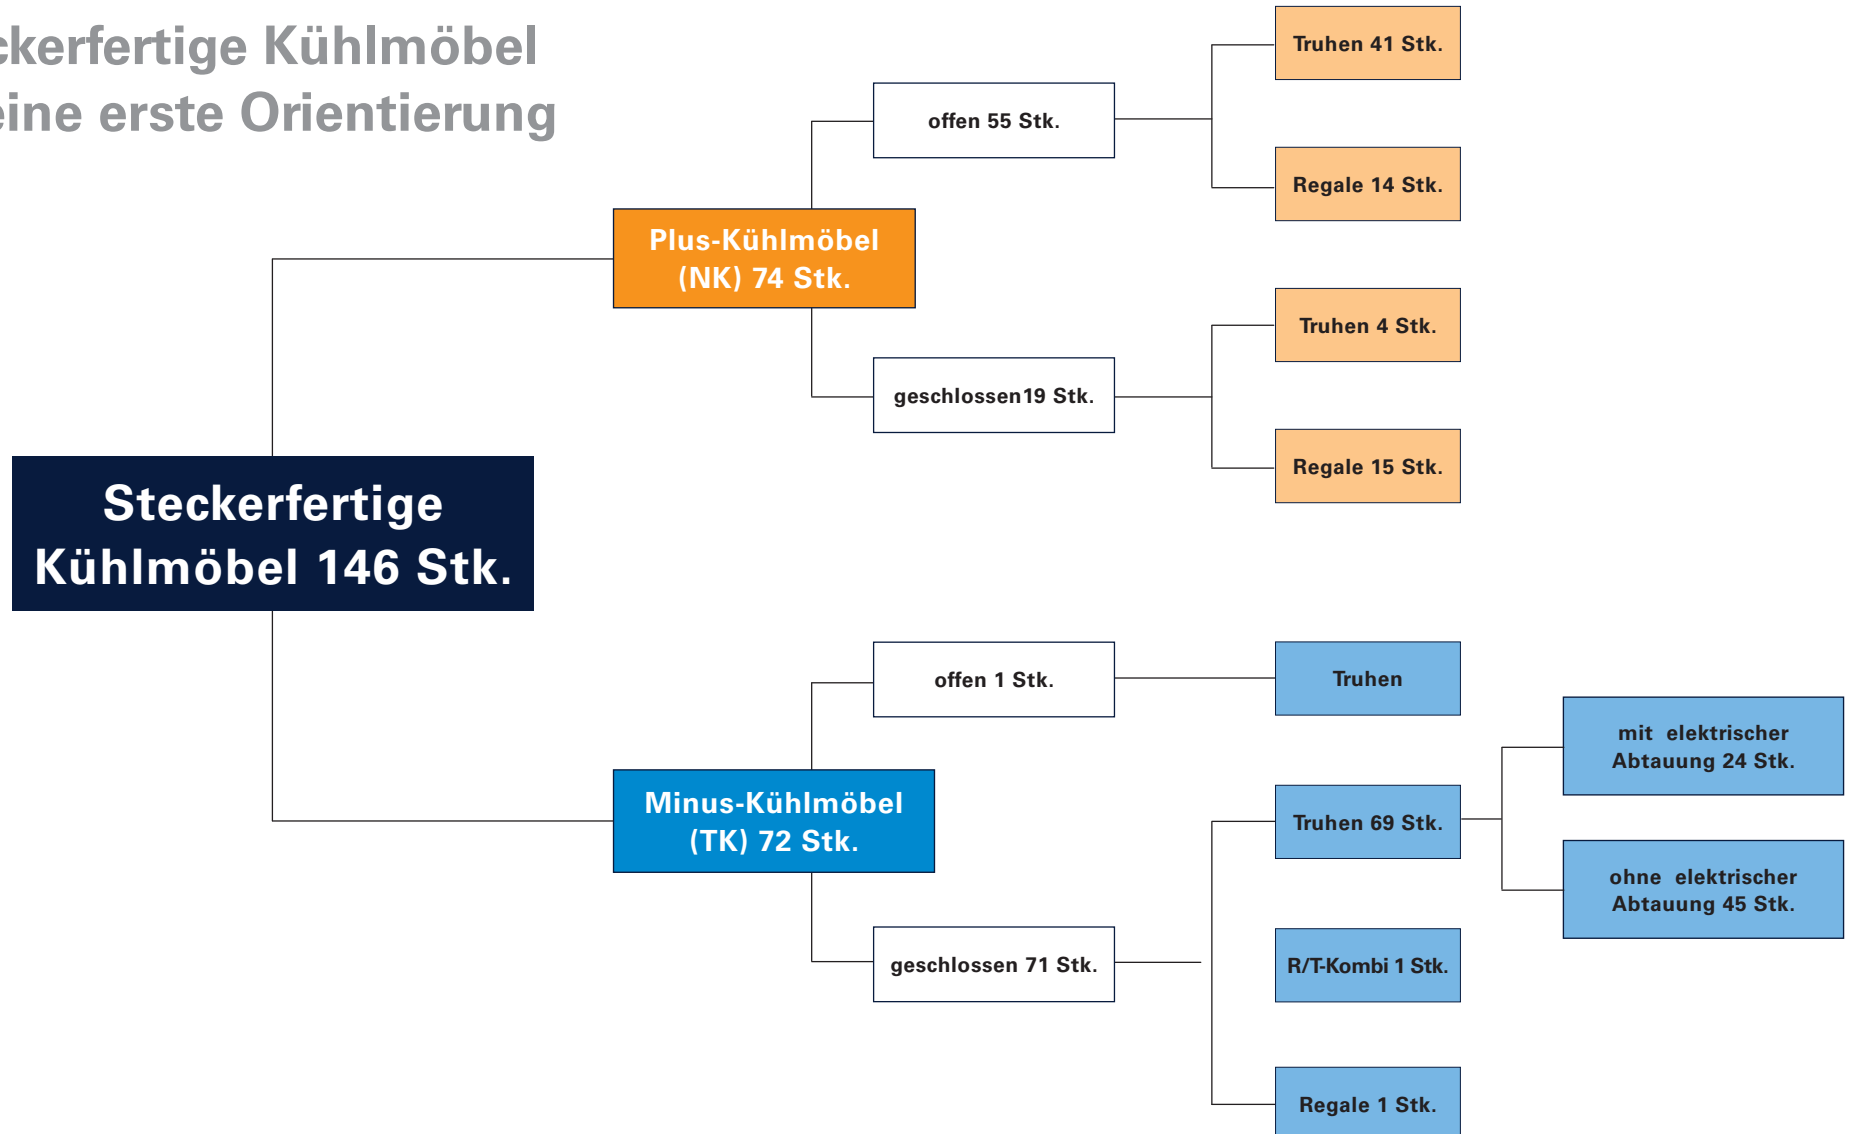 ckerfertige Kühlmöbel
eine erste Orientierung
Steckerfertige
Kühlmöbel 146 Stk.
Plus-Kühlmöbel
(NK) 74 Stk.
offen 55 Stk.
Truhen 41 Stk.
Regale 14 Stk.
geschlossen19 Stk.
Truhen 4 Stk.
Regale 15 Stk.
Minus-Kühlmöbel
(TK) 72 Stk.
offen 1 Stk.
Truhen
geschlossen 71 Stk.
Truhen 69 Stk.
mit elektrischer
Abtauung 24 Stk.
ohne elektrischer
Abtauung 45 Stk.
R/T-Kombi 1 Stk.
Regale 1 Stk.